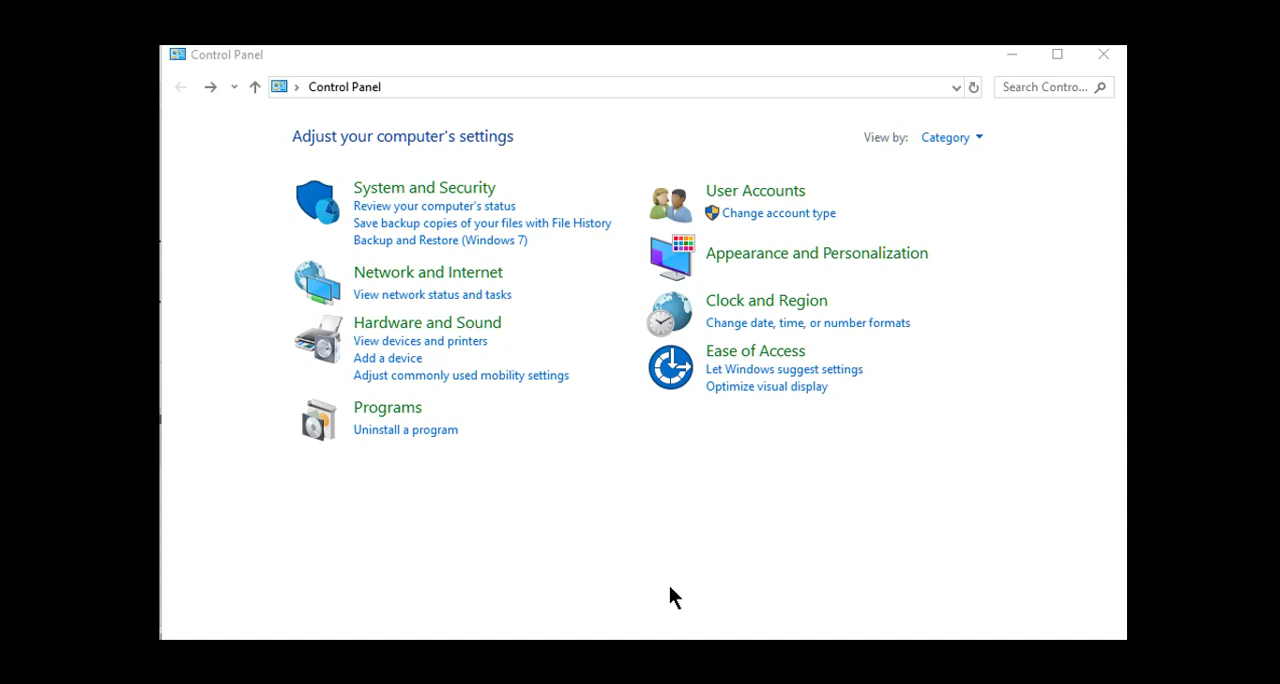 Control Panel
Control Panel
Search Contro...
Adjust your computer's settings
View by: Category
System and Security
Review your computer's status
Save backup copies of your files with File History
Backup and Restore (Windows 7)
Network and Internet
View network status and tasks
Hardware and Sound
View devices and printers
Add a device
Adjust commonly used mobility settings
Programs
Uninstall a program
User Accounts
Change account type
Appearance and Personalization
Clock and Region
Change date, time, or number formats
Ease of Access
Let Windows suggest settings
Optimize visual display